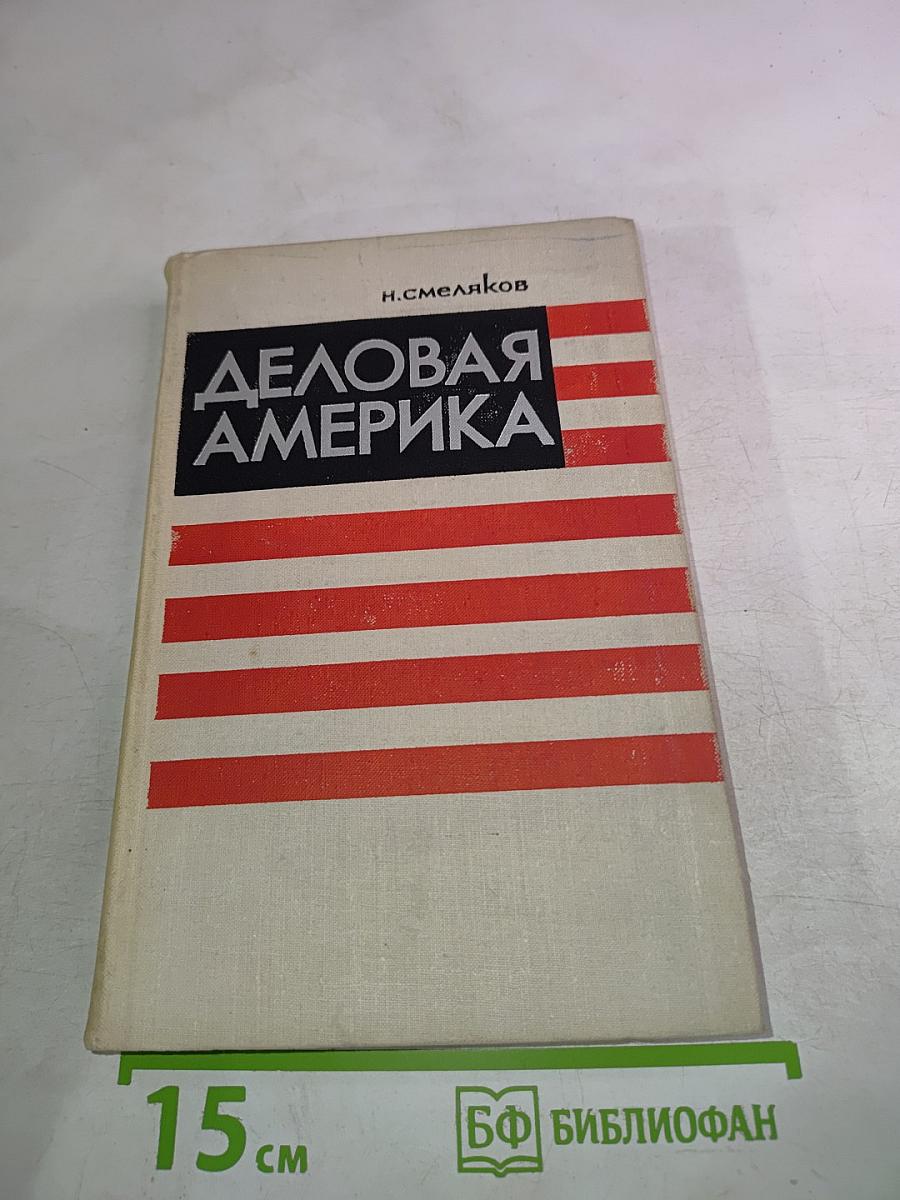 н.смеляков
ДЕЛОВАЯ
АМЕРИКА
15 см
БФ БИБЛИОФАН